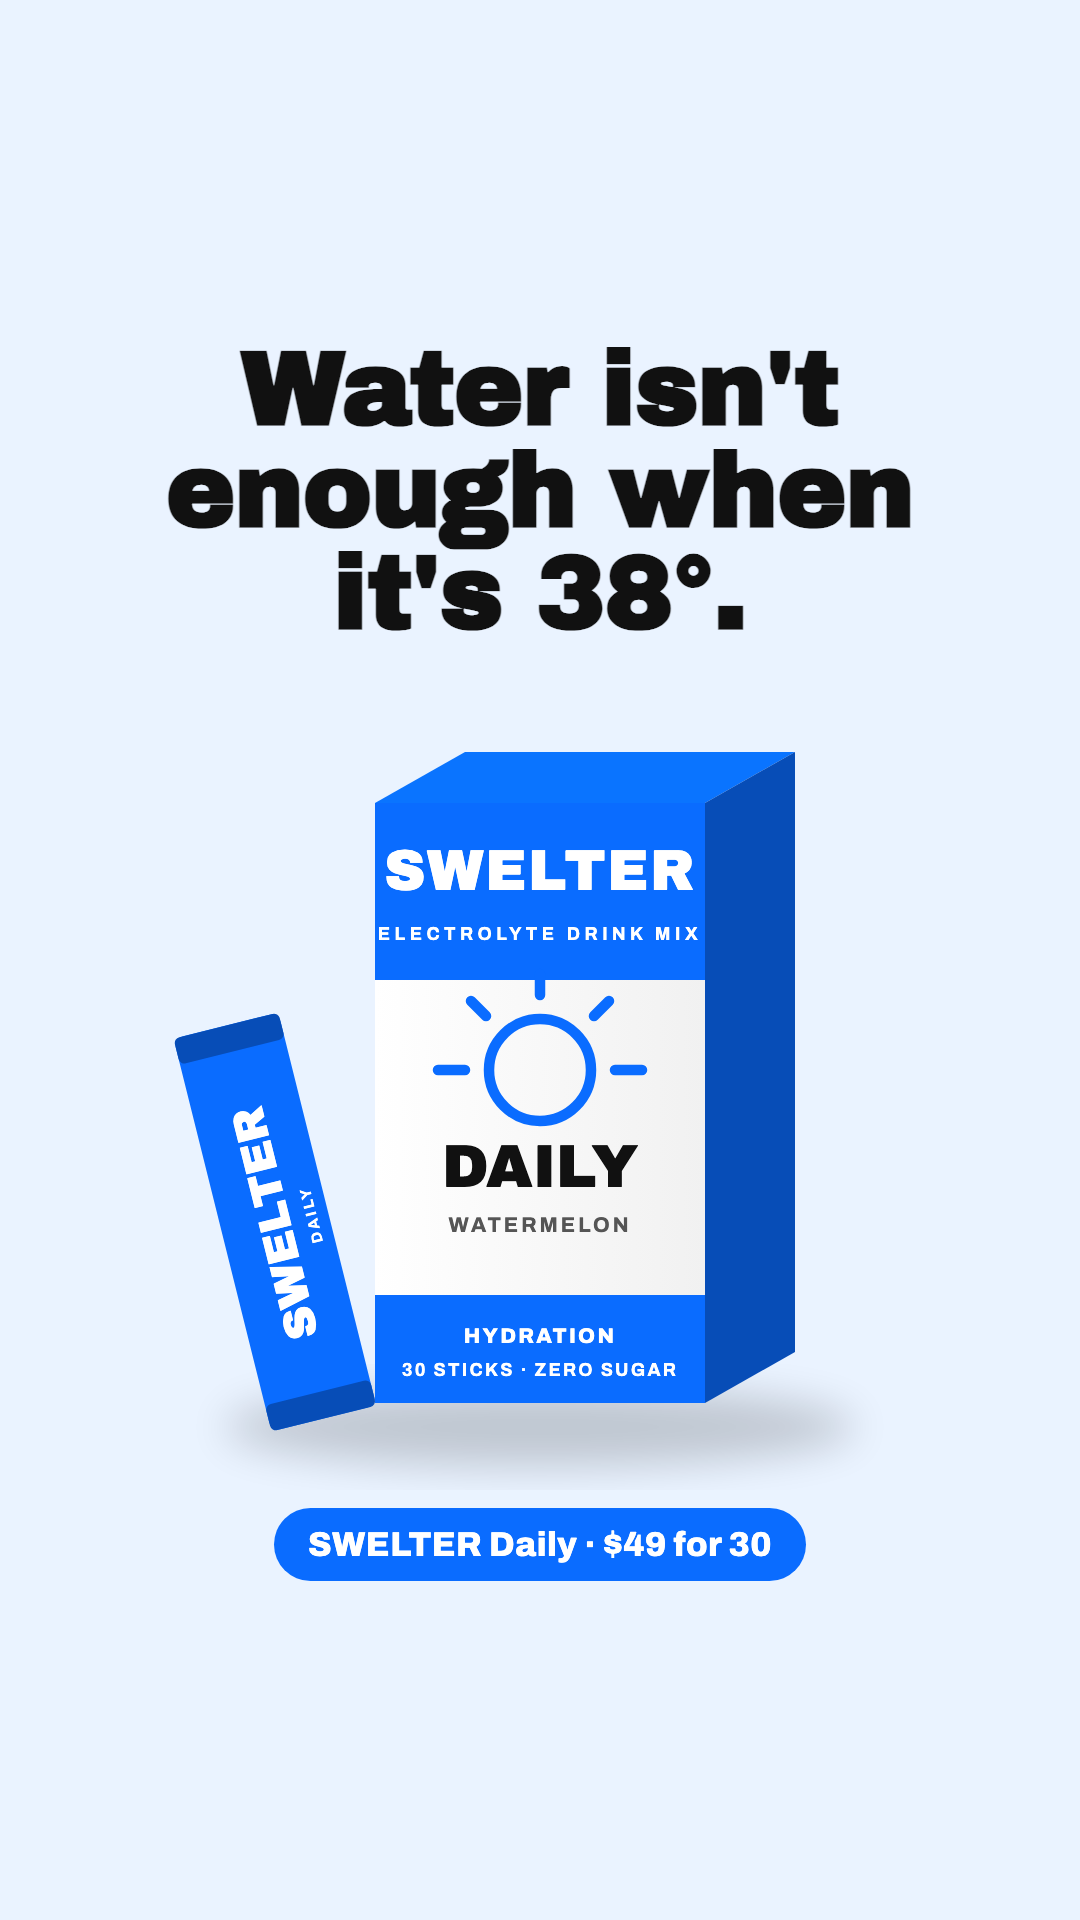 Water isn't
enough when
it's 38°.
SWELTER
ELECTROLYTE DRINK MIX
DAILY
WATERMELON
HYDRATION
30 STICKS · ZERO SUGAR
SWELTER
DAILY
SWELTER Daily · $49 for 30